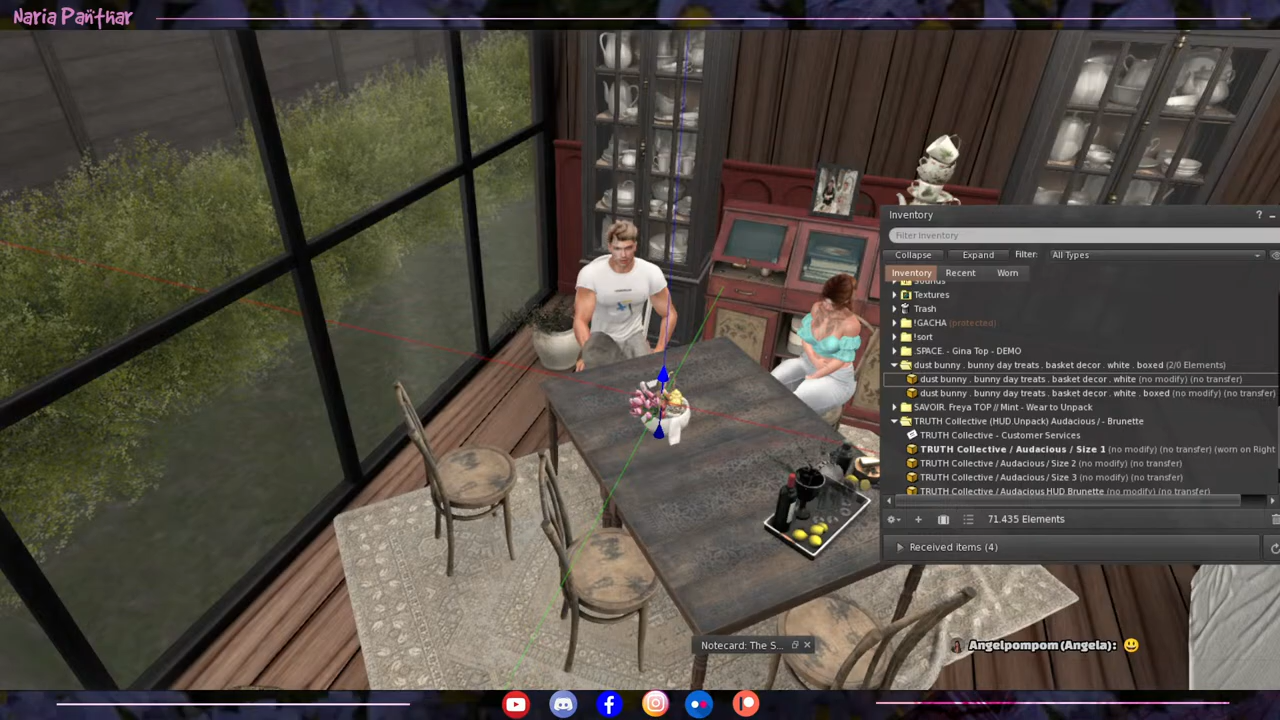 Naria Panthar
Inventory
?
Filter Inventory
Collapse
Expand
Filter:
All Types
Inventory
Recent
Worn
Sounds
Textures
Trash
!GACHA (protected)
!sort
.SPACE. - Gina Top - DEMO
dust bunny . bunny day treats . basket decor . white . boxed (2/0 Elements)
dust bunny . bunny day treats . basket decor . white (no modify) (no transfer)
dust bunny . bunny day treats . basket decor . white . boxed (no modify) (no transfer)
SAVOIR. Freya TOP // Mint - Wear to Unpack
TRUTH Collective (HUD.Unpack) Audacious / - Brunette
TRUTH Collective - Customer Services
TRUTH Collective / Audacious / Size 1 (no modify) (no transfer) (worn on Right
TRUTH Collective / Audacious / Size 2 (no modify) (no transfer)
TRUTH Collective / Audacious / Size 3 (no modify) (no transfer)
TRUTH Collective / Audacious HUD Brunette (no modify) (no transfer)
71.435 Elements
Received items (4)
Notecard: The S...
Angelpompom (Angela): 😃